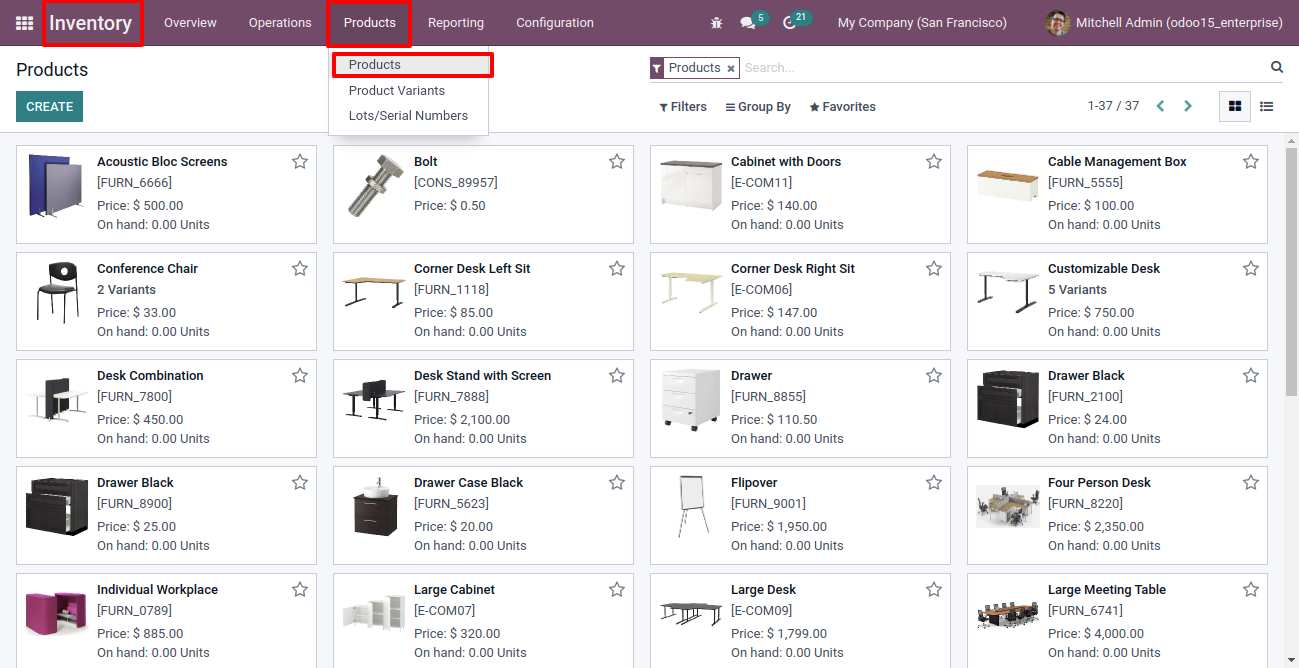 Inventory Overview Operations Products Reporting Configuration 5 21 My Company (San Francisco) Mitchell Admin (odoo15_enterprise)
Products
CREATE
Products
Product Variants
Lots/Serial Numbers
Products × Search...
Filters Group By Favorites 1-37 / 37
Acoustic Bloc Screens
[FURN_6666]
Price: $ 500.00
On hand: 0.00 Units
Bolt
[CONS_89957]
Price: $ 0.50
Cabinet with Doors
[E-COM11]
Price: $ 140.00
On hand: 0.00 Units
Cable Management Box
[FURN_5555]
Price: $ 100.00
On hand: 0.00 Units
Conference Chair
2 Variants
Price: $ 33.00
On hand: 0.00 Units
Corner Desk Left Sit
[FURN_1118]
Price: $ 85.00
On hand: 0.00 Units
Corner Desk Right Sit
[E-COM06]
Price: $ 147.00
On hand: 0.00 Units
Customizable Desk
5 Variants
Price: $ 750.00
On hand: 0.00 Units
Desk Combination
[FURN_7800]
Price: $ 450.00
On hand: 0.00 Units
Desk Stand with Screen
[FURN_7888]
Price: $ 2,100.00
On hand: 0.00 Units
Drawer
[FURN_8855]
Price: $ 110.50
On hand: 0.00 Units
Drawer Black
[FURN_2100]
Price: $ 24.00
On hand: 0.00 Units
Drawer Black
[FURN_8900]
Price: $ 25.00
On hand: 0.00 Units
Drawer Case Black
[FURN_5623]
Price: $ 20.00
On hand: 0.00 Units
Flipover
[FURN_9001]
Price: $ 1,950.00
On hand: 0.00 Units
Four Person Desk
[FURN_8220]
Price: $ 2,350.00
On hand: 0.00 Units
Individual Workplace
[FURN_0789]
Price: $ 885.00
On hand: 0.00 Units
Large Cabinet
[E-COM07]
Price: $ 320.00
On hand: 0.00 Units
Large Desk
[E-COM09]
Price: $ 1,799.00
On hand: 0.00 Units
Large Meeting Table
[FURN_6741]
Price: $ 4,000.00
On hand: 0.00 Units